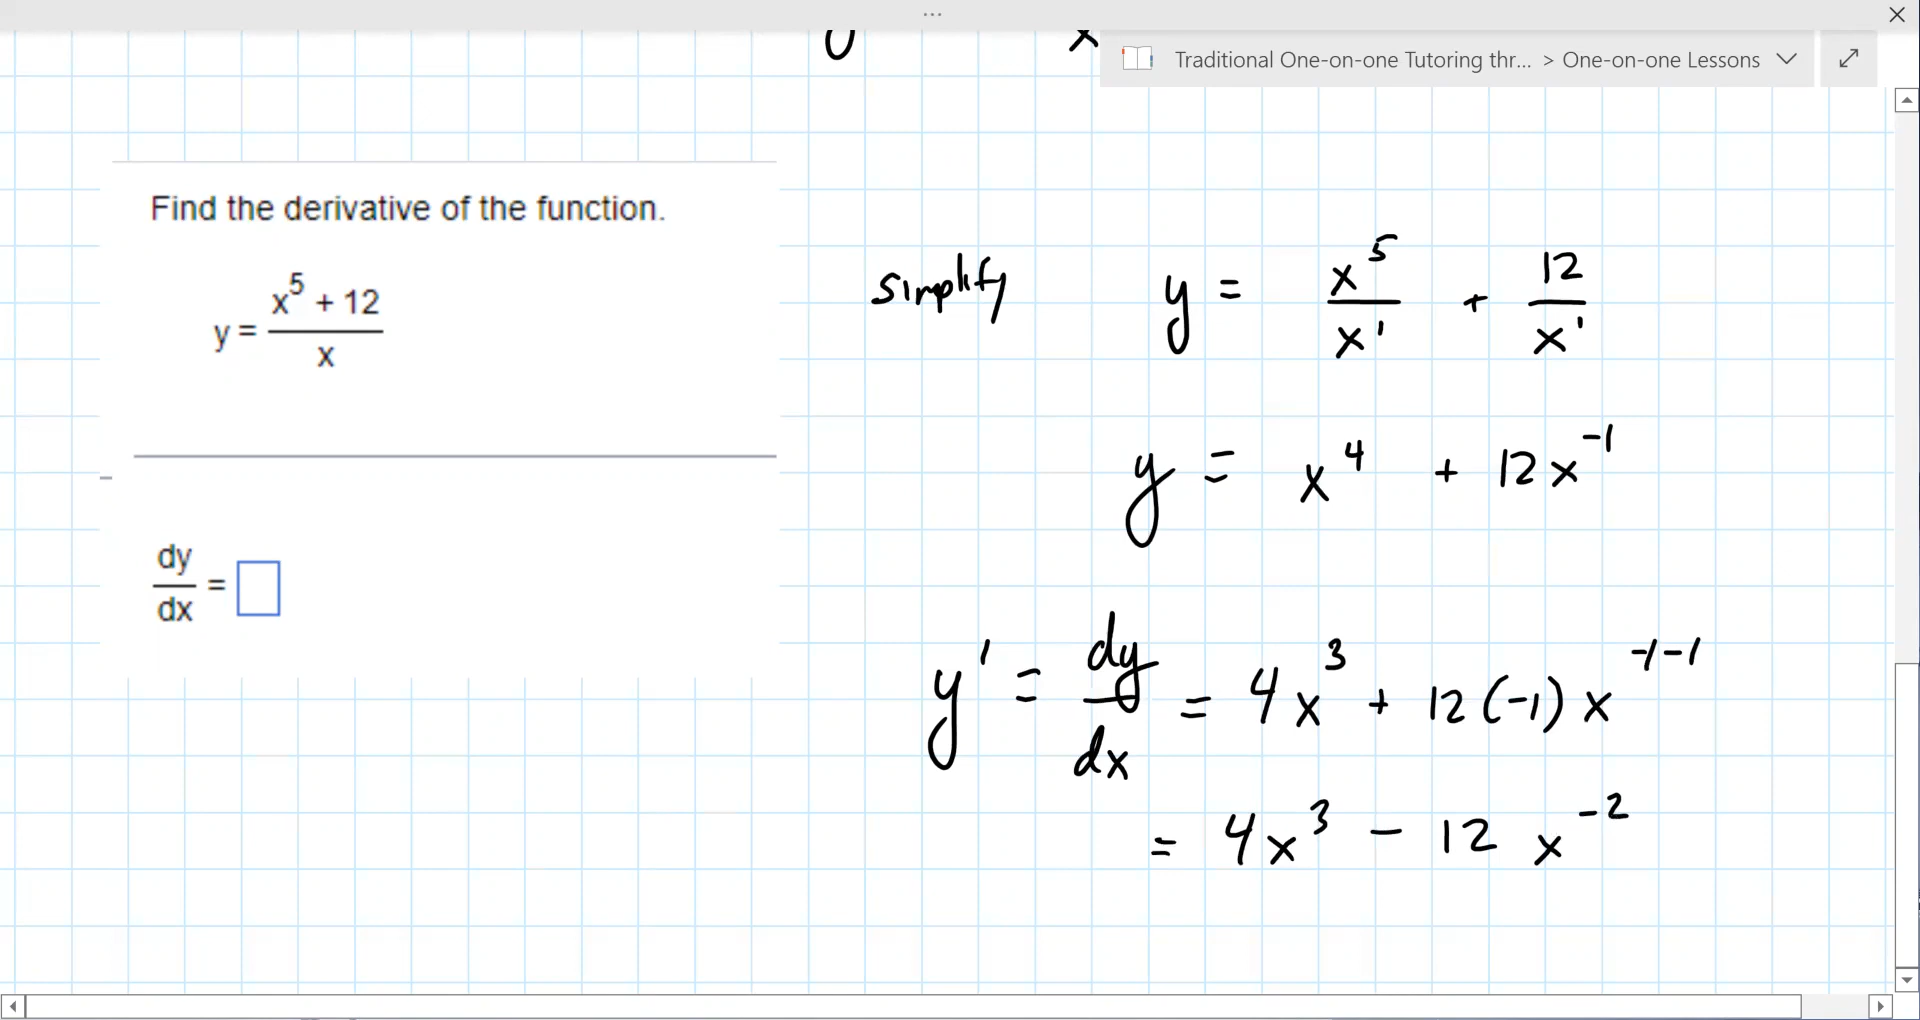 ...
Traditional One-on-one Tutoring thr... > One-on-one Lessons
Find the derivative of the function.
y = (x^5 + 12)/x
dy/dx =
simplify y = x^5/x^1 + 12/x^1
y = x^4 + 12x^-1
y' = dy/dx = 4x^3 + 12(-1)x^-1-1
= 4x^3 - 12x^-2